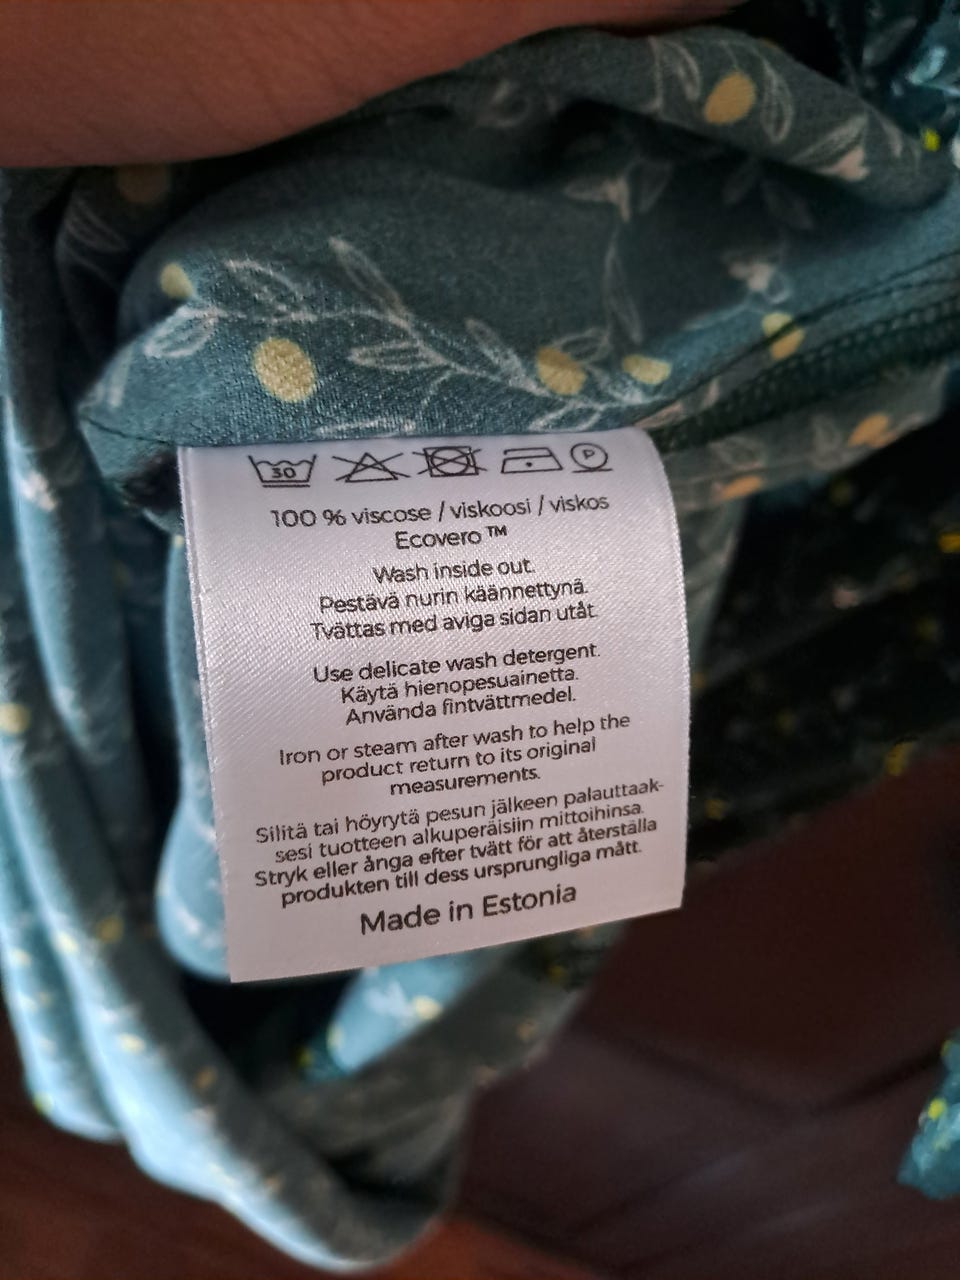 30 P
100 % viscose / viskoosi / viskos
Ecovero ™
Wash inside out.
Pestävä nurin käännettynä.
Tvättas med aviga sidan utåt.
Use delicate wash detergent.
Käytä hienopesuainetta.
Använda fintvättmedel.
Iron or steam after wash to help the
product return to its original
measurements.
Silitä tai höyrytä pesun jälkeen palauttaak-
sesi tuotteen alkuperäisiin mittoihinsa.
Stryk eller ånga efter tvätt för att återställa
produkten till dess ursprungliga mått.
Made in Estonia